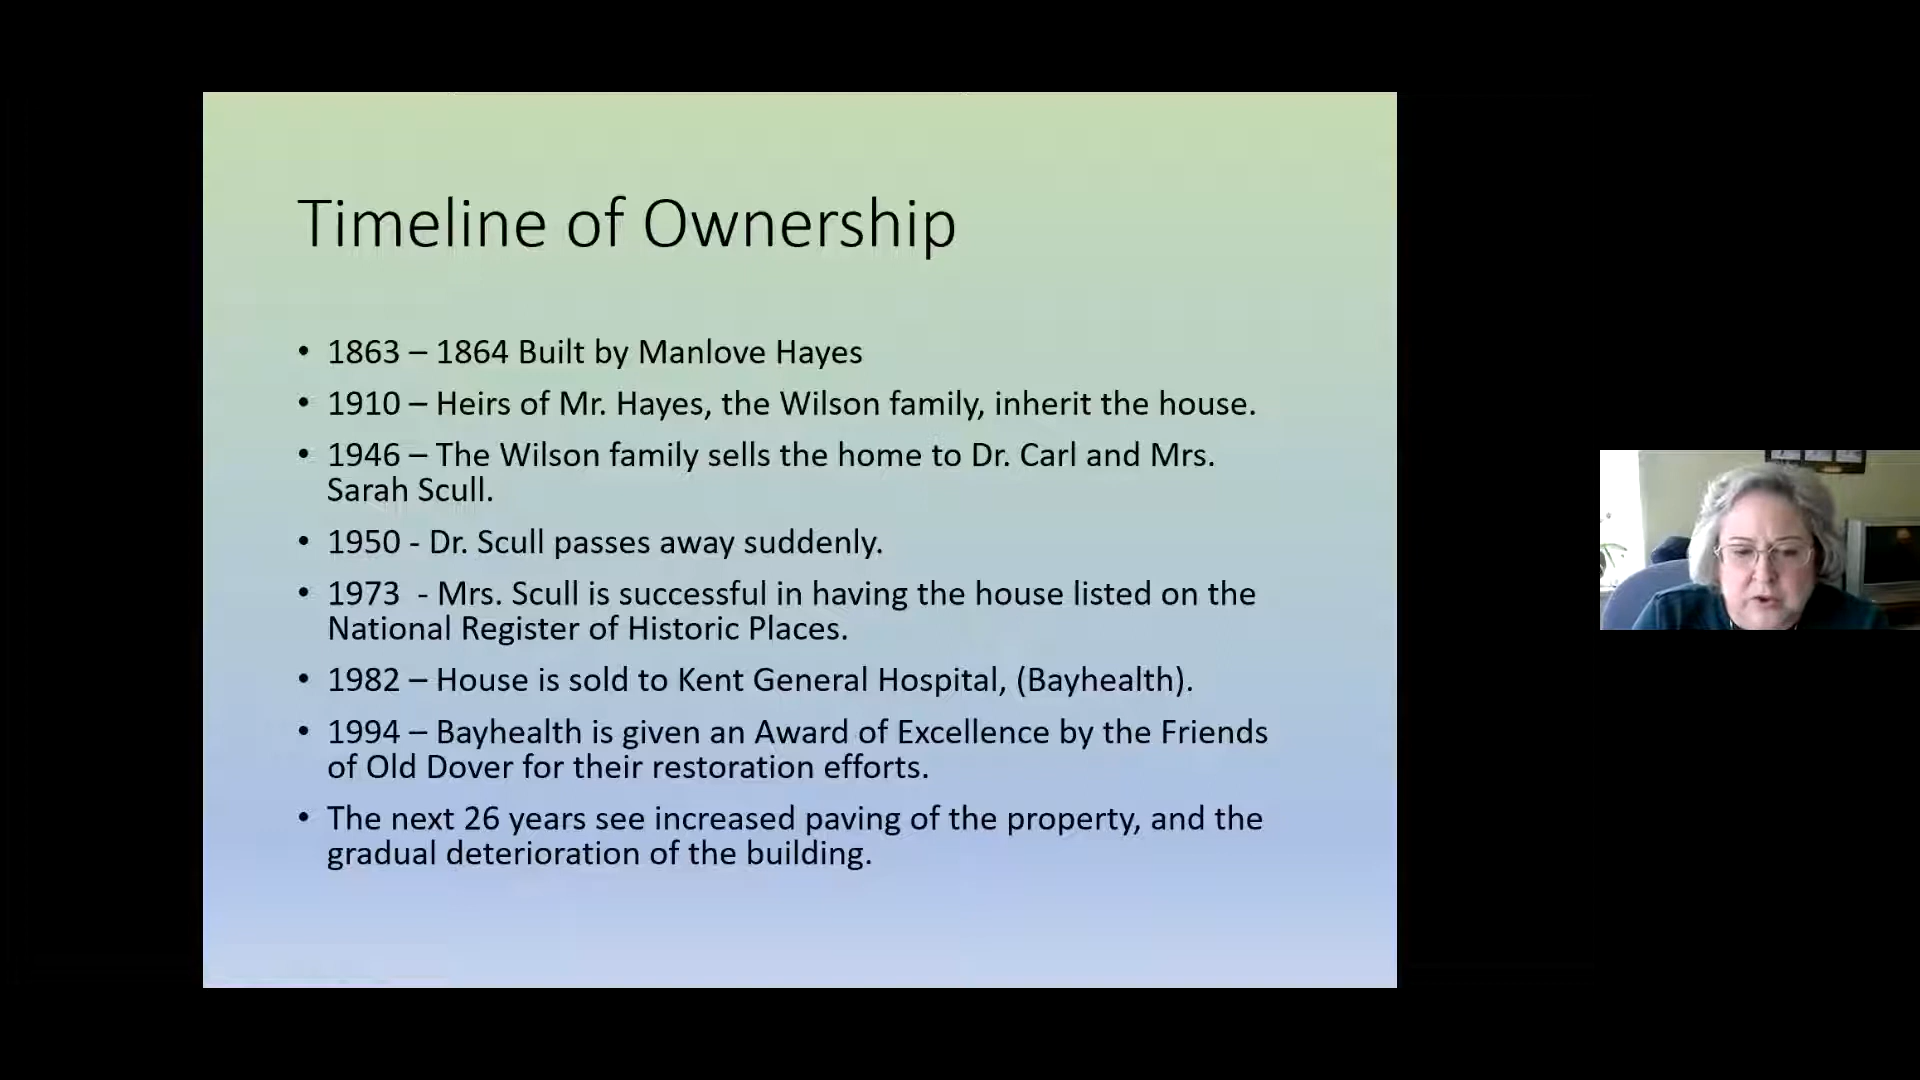 Timeline of Ownership
• 1863 – 1864 Built by Manlove Hayes
• 1910 – Heirs of Mr. Hayes, the Wilson family, inherit the house.
• 1946 – The Wilson family sells the home to Dr. Carl and Mrs.
Sarah Scull.
• 1950 - Dr. Scull passes away suddenly.
• 1973  - Mrs. Scull is successful in having the house listed on the
National Register of Historic Places.
• 1982 – House is sold to Kent General Hospital, (Bayhealth).
• 1994 – Bayhealth is given an Award of Excellence by the Friends
of Old Dover for their restoration efforts.
• The next 26 years see increased paving of the property, and the
gradual deterioration of the building.